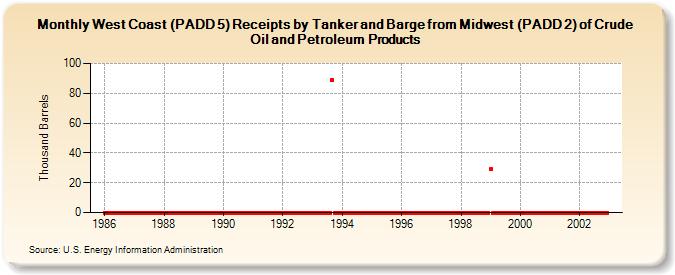 Monthly West Coast (PADD 5) Receipts by Tanker and Barge from Midwest (PADD 2) of Crude
Oil and Petroleum Products
Thousand Barrels
100
80
60
40
20
0
1986 1988 1990 1992 1994 1996 1998 2000 2002
Source: U.S. Energy Information Administration